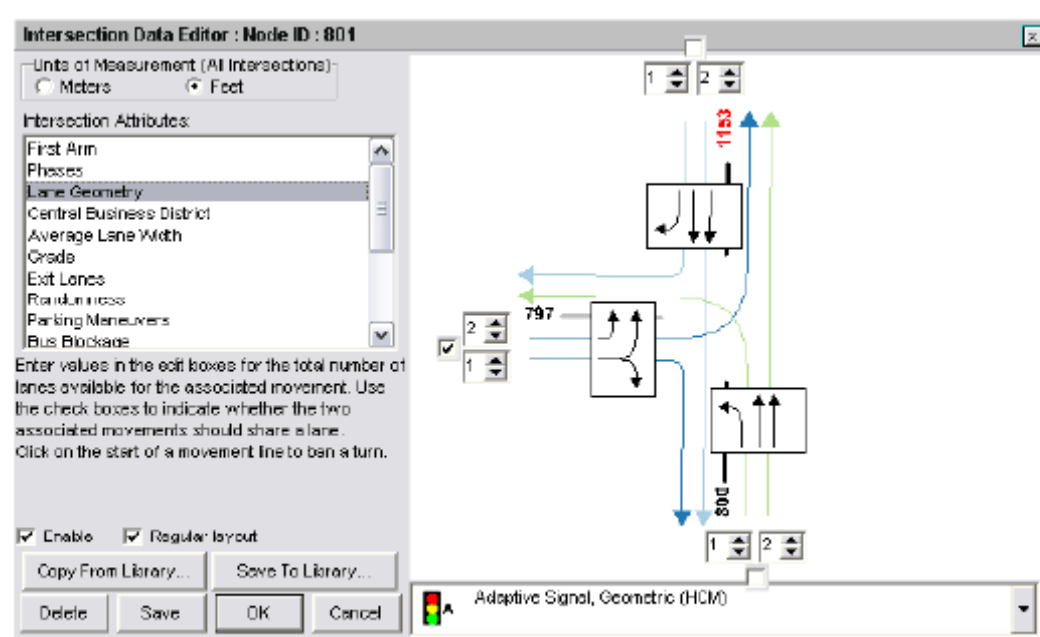 Intersection Data Editor : Node ID : 801
Units of Measurement (All Intersections)
Meters
Feet
Intersection Attributes:
First Arm
Phases
Lane Geometry
Central Business District
Average Lane Width
Grade
Exit Lanes
Randomness
Parking Maneuvers
Bus Blockage
Enter values in the edit boxes for the total number of
lanes available for the associated movement. Use
the check boxes to indicate whether the two
associated movements should share a lane.
Click on the start of a movement line to ban a turn.
Enable
Regular layout
Copy From Library...
Save To Library...
Delete
Save
OK
Cancel
1
2
1153
797
2
1
800
1
2
A
Adaptive Signal, Geometric (HCM)